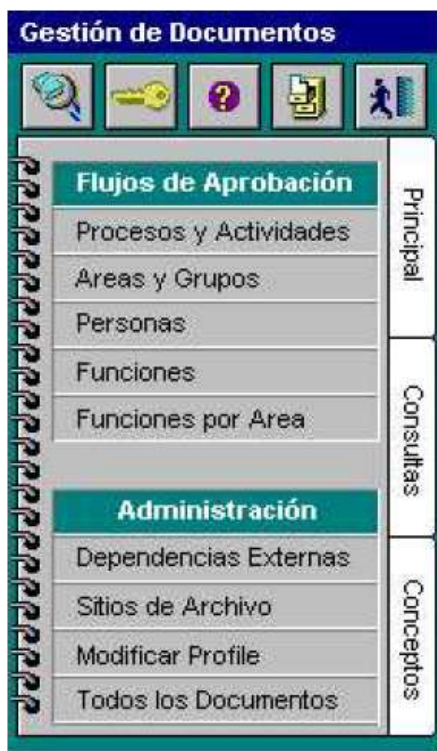 Gestión de Documentos
Flujos de Aprobación
Procesos y Actividades
Areas y Grupos
Personas
Funciones
Funciones por Area
Administración
Dependencias Externas
Sitios de Archivo
Modificar Profile
Todos los Documentos
Principal
Consultas
Conceptos